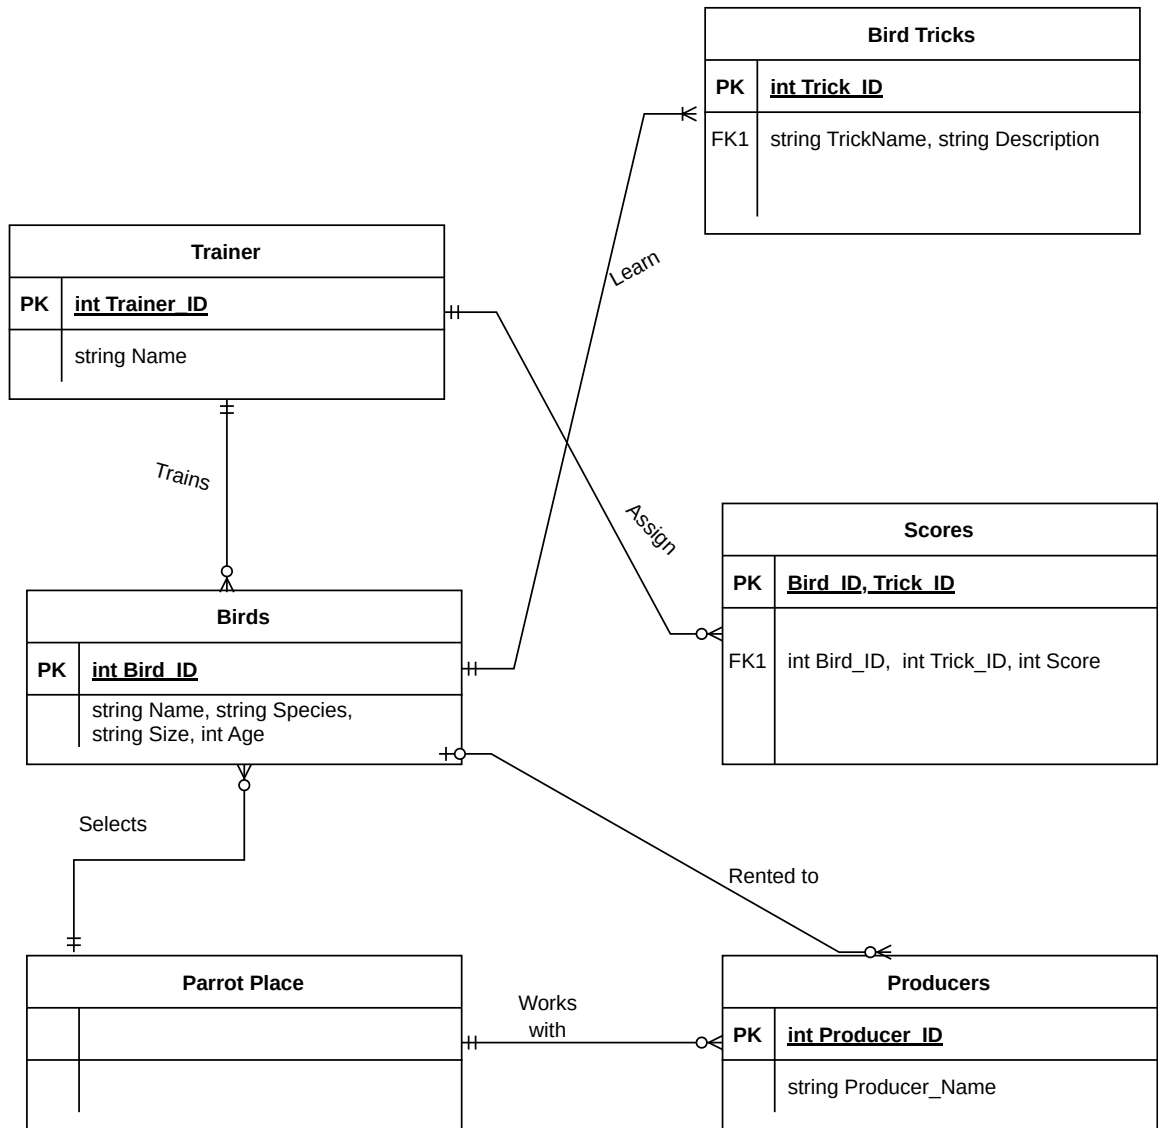 Bird Tricks
PK int Trick_ID
FK1 string TrickName, string Description
Learn
Trainer
PK int Trainer_ID
string Name
Trains
Assign
Scores
PK Bird_ID, Trick_ID
FK1 int Bird_ID, int Trick_ID, int Score
Birds
PK int Bird_ID
string Name, string Species,
string Size, int Age
Selects
Rented to
Parrot Place
Works
with
Producers
PK int Producer_ID
string Producer_Name